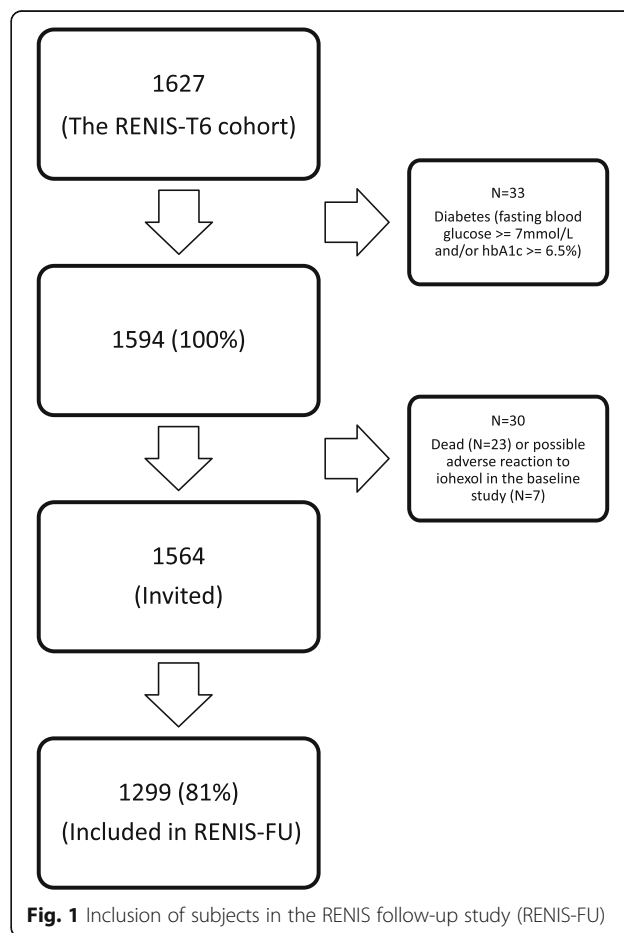 1627
(The RENIS-T6 cohort)
N=33
Diabetes (fasting blood
glucose >= 7mmol/L
and/or hbA1c >= 6.5%)
1594 (100%)
N=30
Dead (N=23) or possible
adverse reaction to
iohexol in the baseline
study (N=7)
1564
(Invited)
1299 (81%)
(Included in RENIS-FU)
Fig. 1 Inclusion of subjects in the RENIS follow-up study (RENIS-FU)